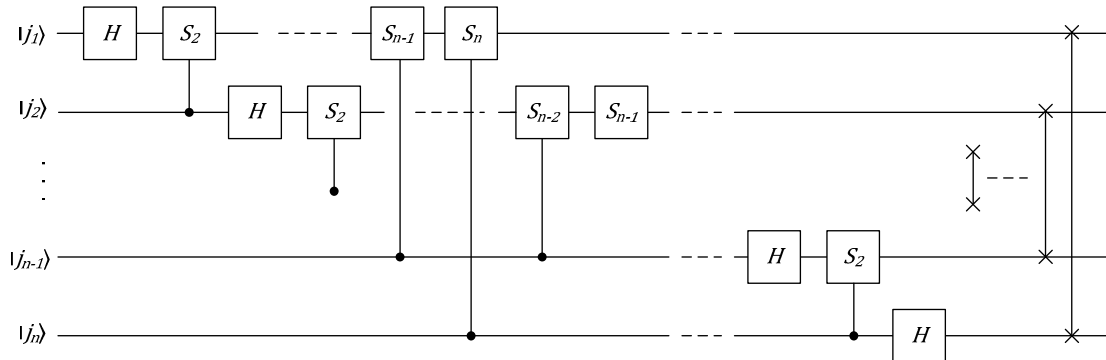 |j₁⟩ H S₂ Sₙ₋₁ Sₙ
|j₂⟩ H S₂ Sₙ₋₂ Sₙ₋₁
|jₙ₋₁⟩ H S₂
|jₙ⟩ H